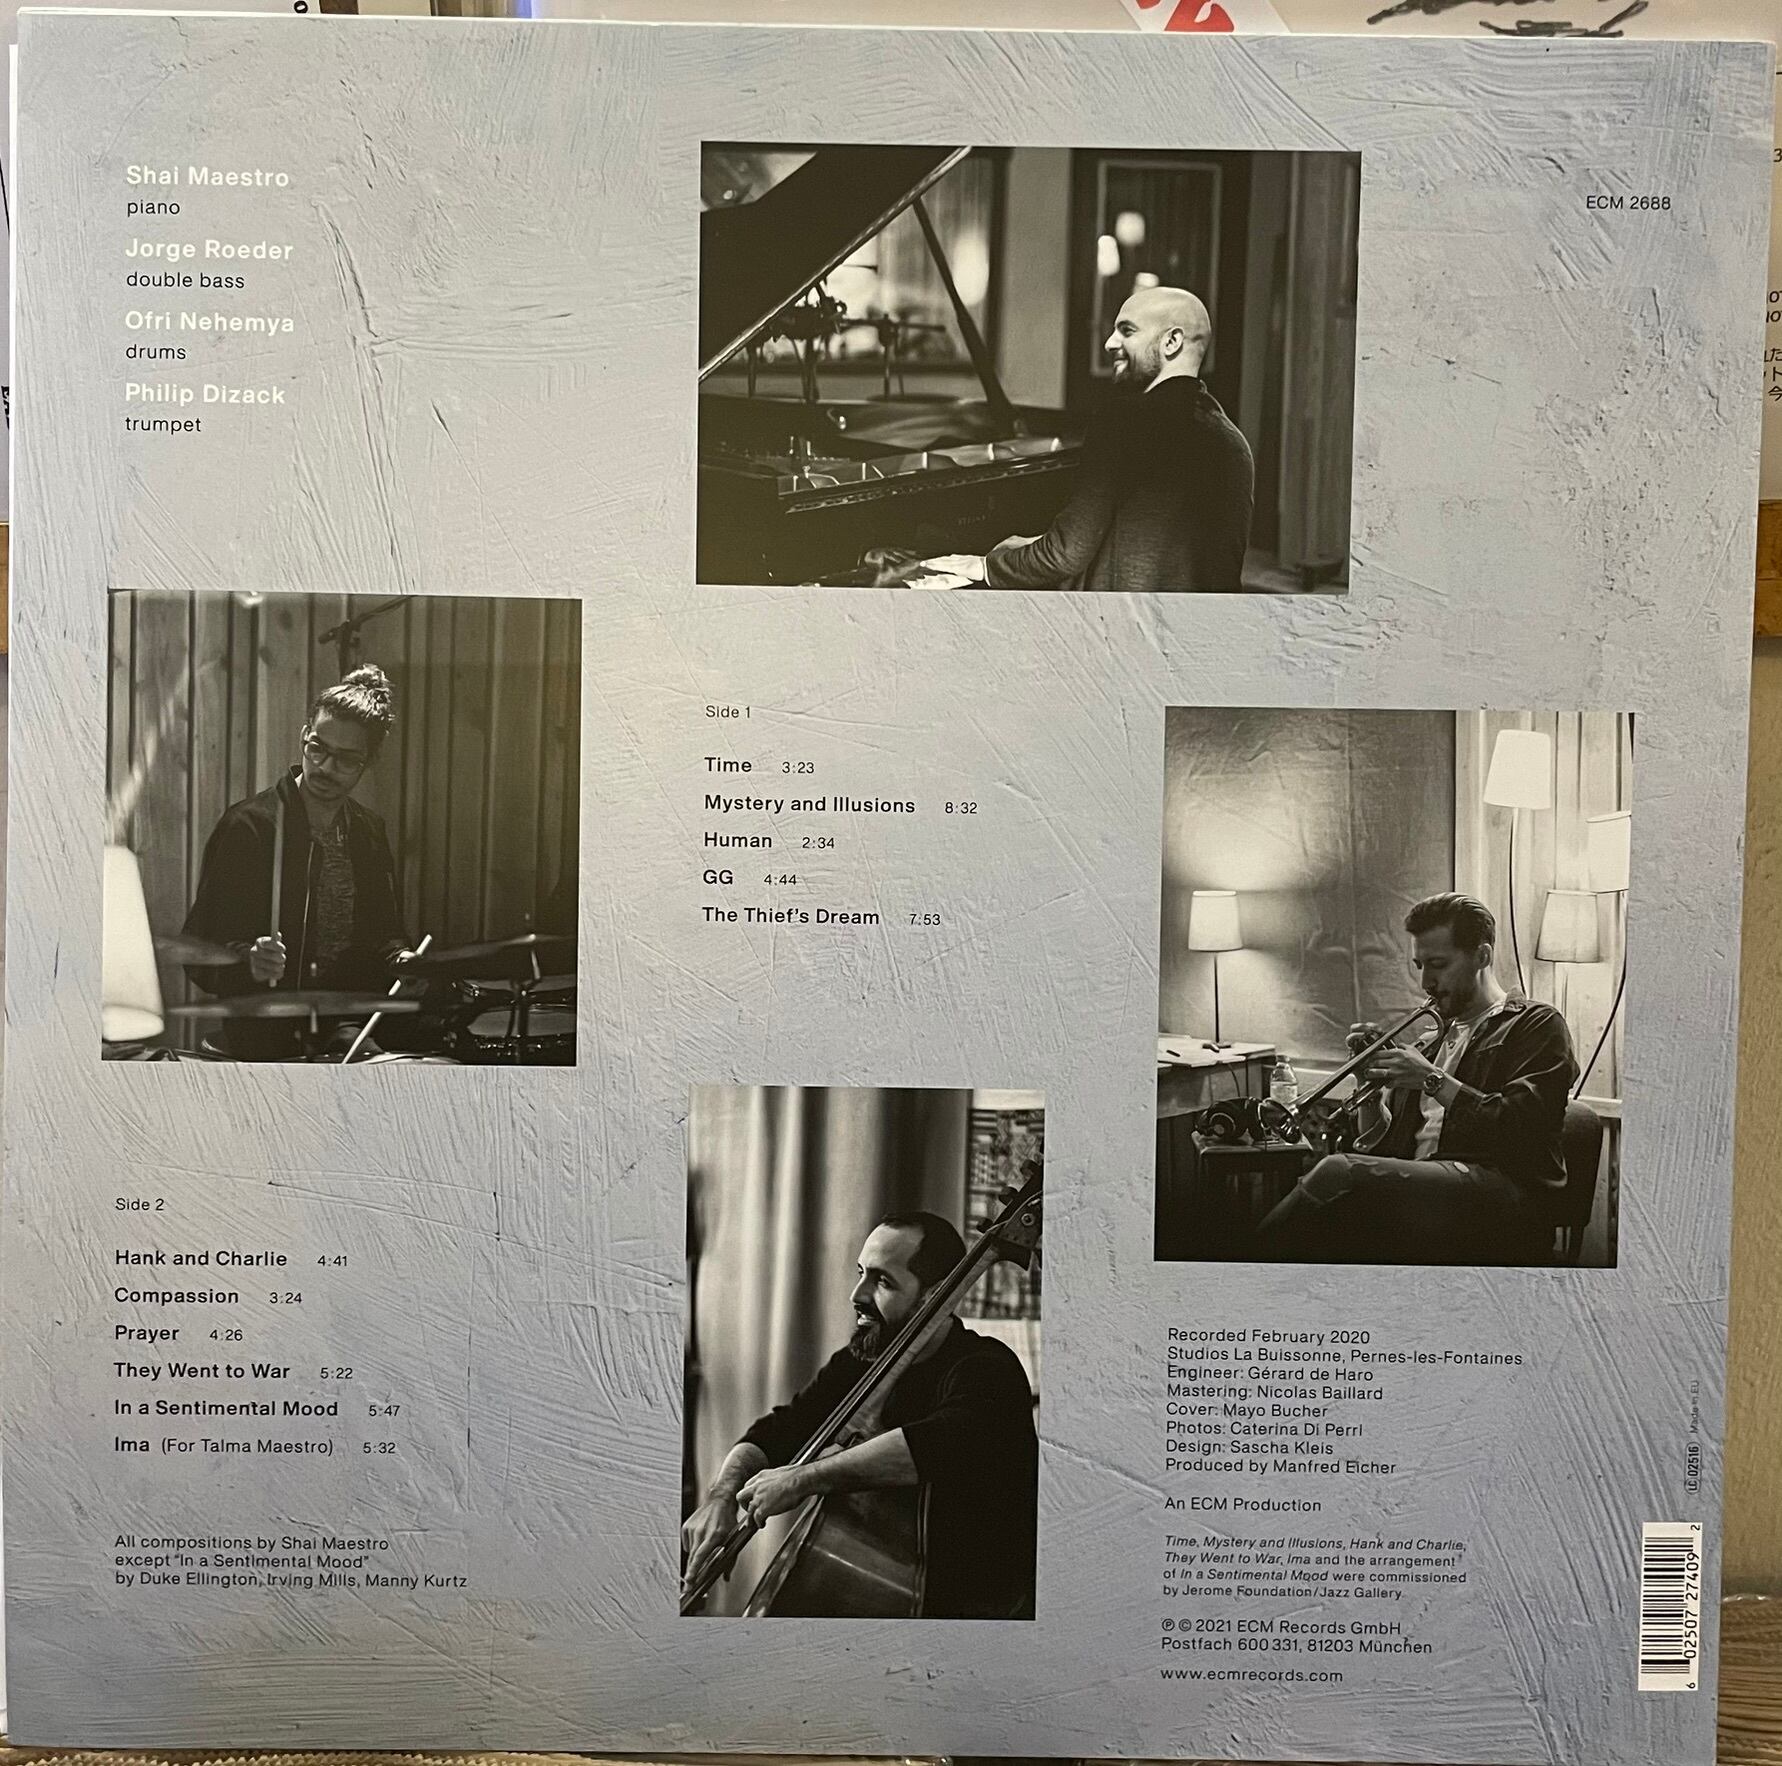 Shai Maestro
piano
Jorge Roeder
double bass
Ofri Nehemya
drums
Philip Dizack
trumpet
ECM 2688
Side 1
Time 3:23
Mystery and Illusions 8:32
Human 2:34
GG 4:44
The Thief's Dream 7:53
Side 2
Hank and Charlie 4:41
Compassion 3:24
Prayer 4:26
They Went to War 5:22
In a Sentimental Mood 5:47
Ima (For Talma Maestro) 5:32
All compositions by Shai Maestro
except "In a Sentimental Mood"
by Duke Ellington, Irving Mills, Manny Kurtz
Recorded February 2020
Studios La Buissonne, Pernes-les-Fontaines
Engineer: Gérard de Haro
Mastering: Nicolas Baillard
Cover: Mayo Bucher
Photos: Caterina Di Perri
Design: Sascha Kleis
Produced by Manfred Eicher
An ECM Production
Time, Mystery and Illusions, Hank and Charlie,
They Went to War, Ima and the arrangement
of In a Sentimental Mood were commissioned
by Jerome Foundation/Jazz Gallery.
℗ © 2021 ECM Records GmbH
Postfach 600 331, 81203 München
www.ecmrecords.com
LC 02516 Made in EU
6 02507 27409 2